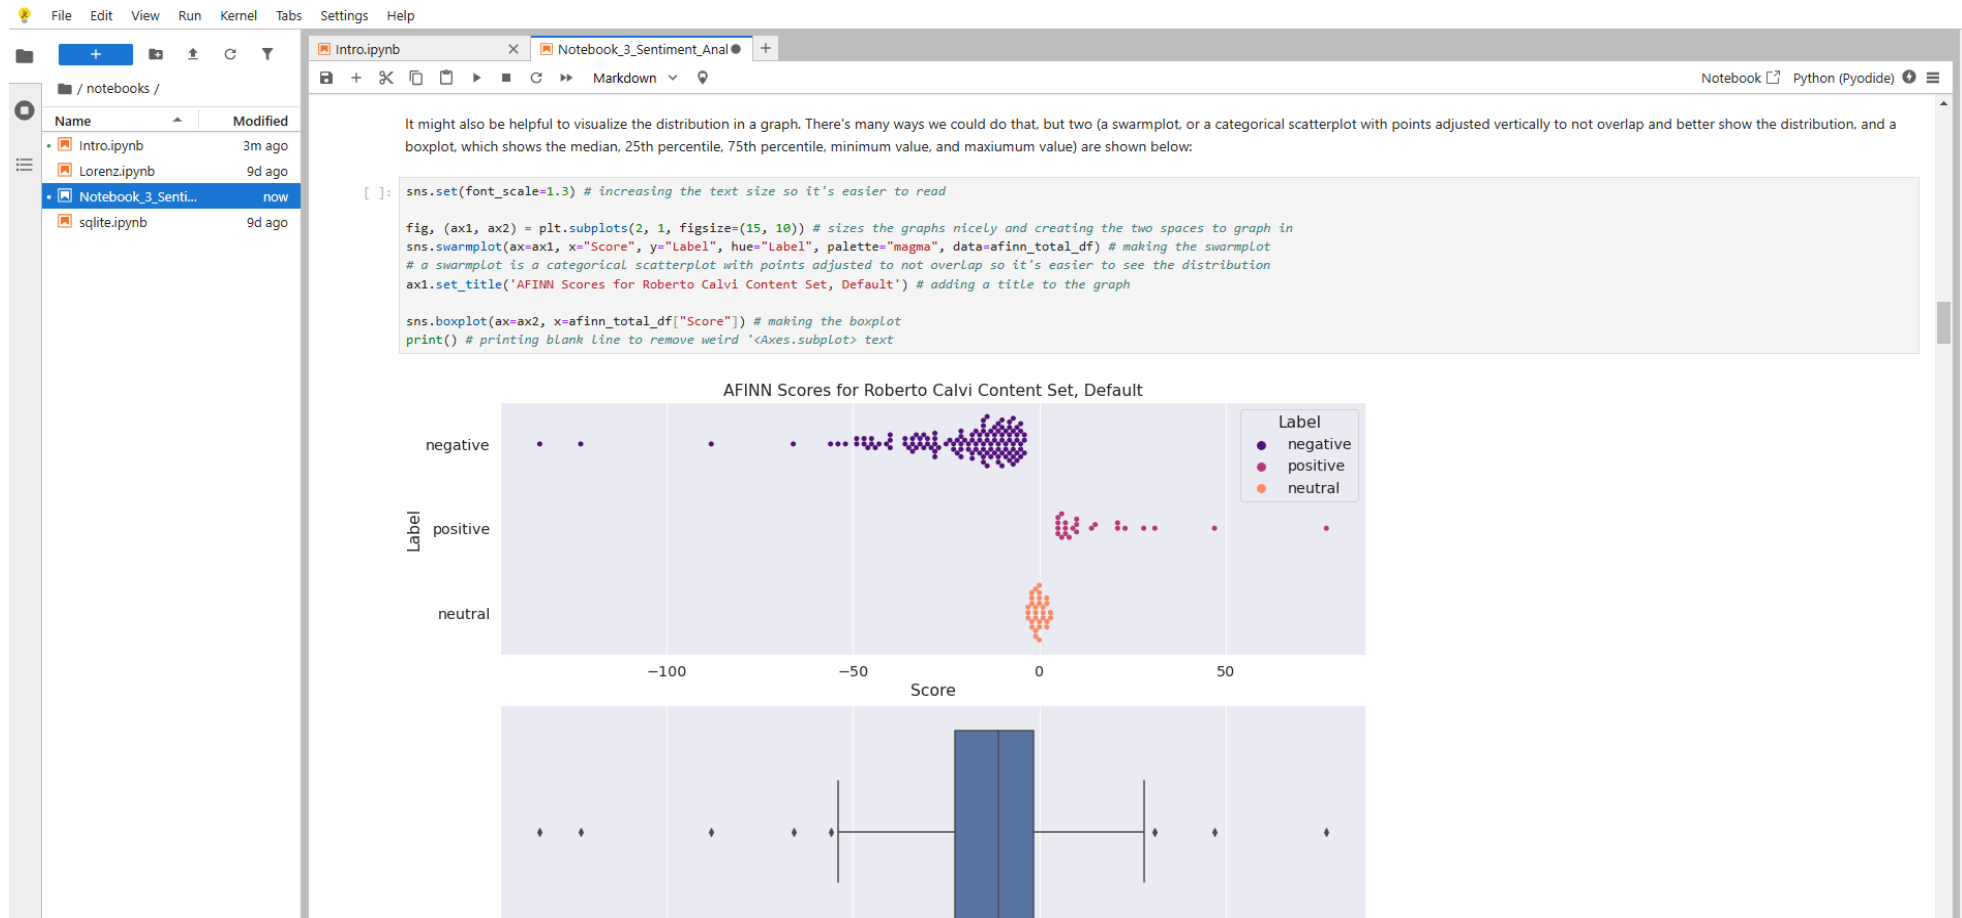 File Edit View Run Kernel Tabs Settings Help
+
/ notebooks /
Name Modified
Intro.ipynb 3m ago
Lorenz.ipynb 9d ago
Notebook_3_Senti... now
sqlite.ipynb 9d ago
Intro.ipynb
Notebook_3_Sentiment_Anal
Markdown
Notebook Python (Pyodide)
It might also be helpful to visualize the distribution in a graph. There's many ways we could do that, but two (a swarmplot, or a categorical scatterplot with points adjusted vertically to not overlap and better show the distribution, and a
boxplot, which shows the median, 25th percentile, 75th percentile, minimum value, and maxiumum value) are shown below:
[ ]:
sns.set(font_scale=1.3) # increasing the text size so it's easier to read
fig, (ax1, ax2) = plt.subplots(2, 1, figsize=(15, 10)) # sizes the graphs nicely and creating the two spaces to graph in
sns.swarmplot(ax=ax1, x="Score", y="Label", hue="Label", palette="magma", data=afinn_total_df) # making the swarmplot
# a swarmplot is a categorical scatterplot with points adjusted to not overlap so it's easier to see the distribution
ax1.set_title('AFINN Scores for Roberto Calvi Content Set, Default') # adding a title to the graph
sns.boxplot(ax=ax2, x=afinn_total_df["Score"]) # making the boxplot
print() # printing blank line to remove weird '<Axes.subplot> text
AFINN Scores for Roberto Calvi Content Set, Default
Label
negative
positive
neutral
negative
positive
neutral
Label
−100 −50 0 50
Score